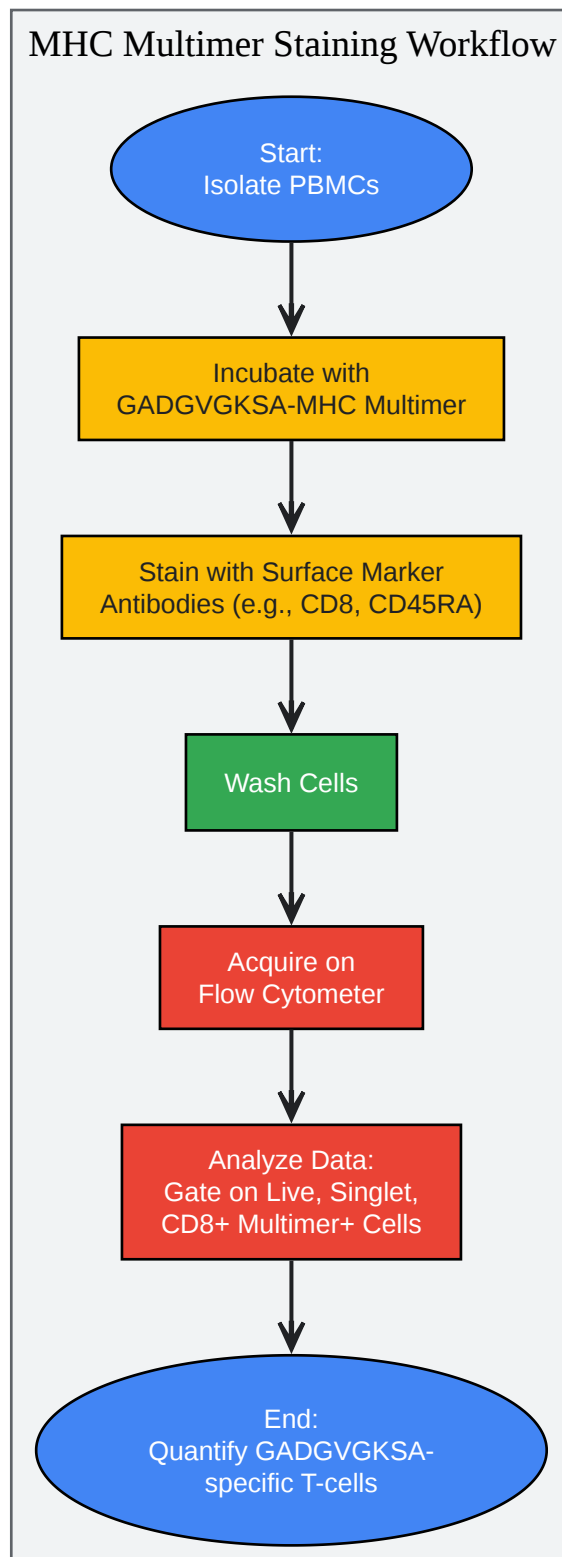 MHC Multimer Staining Workflow
Start:
Isolate PBMCs
Incubate with
GADGVGKSA-MHC Multimer
Stain with Surface Marker
Antibodies (e.g., CD8, CD45RA)
Wash Cells
Acquire on
Flow Cytometer
Analyze Data:
Gate on Live, Singlet,
CD8+ Multimer+ Cells
End:
Quantify GADGVGKSA-
specific T-cells